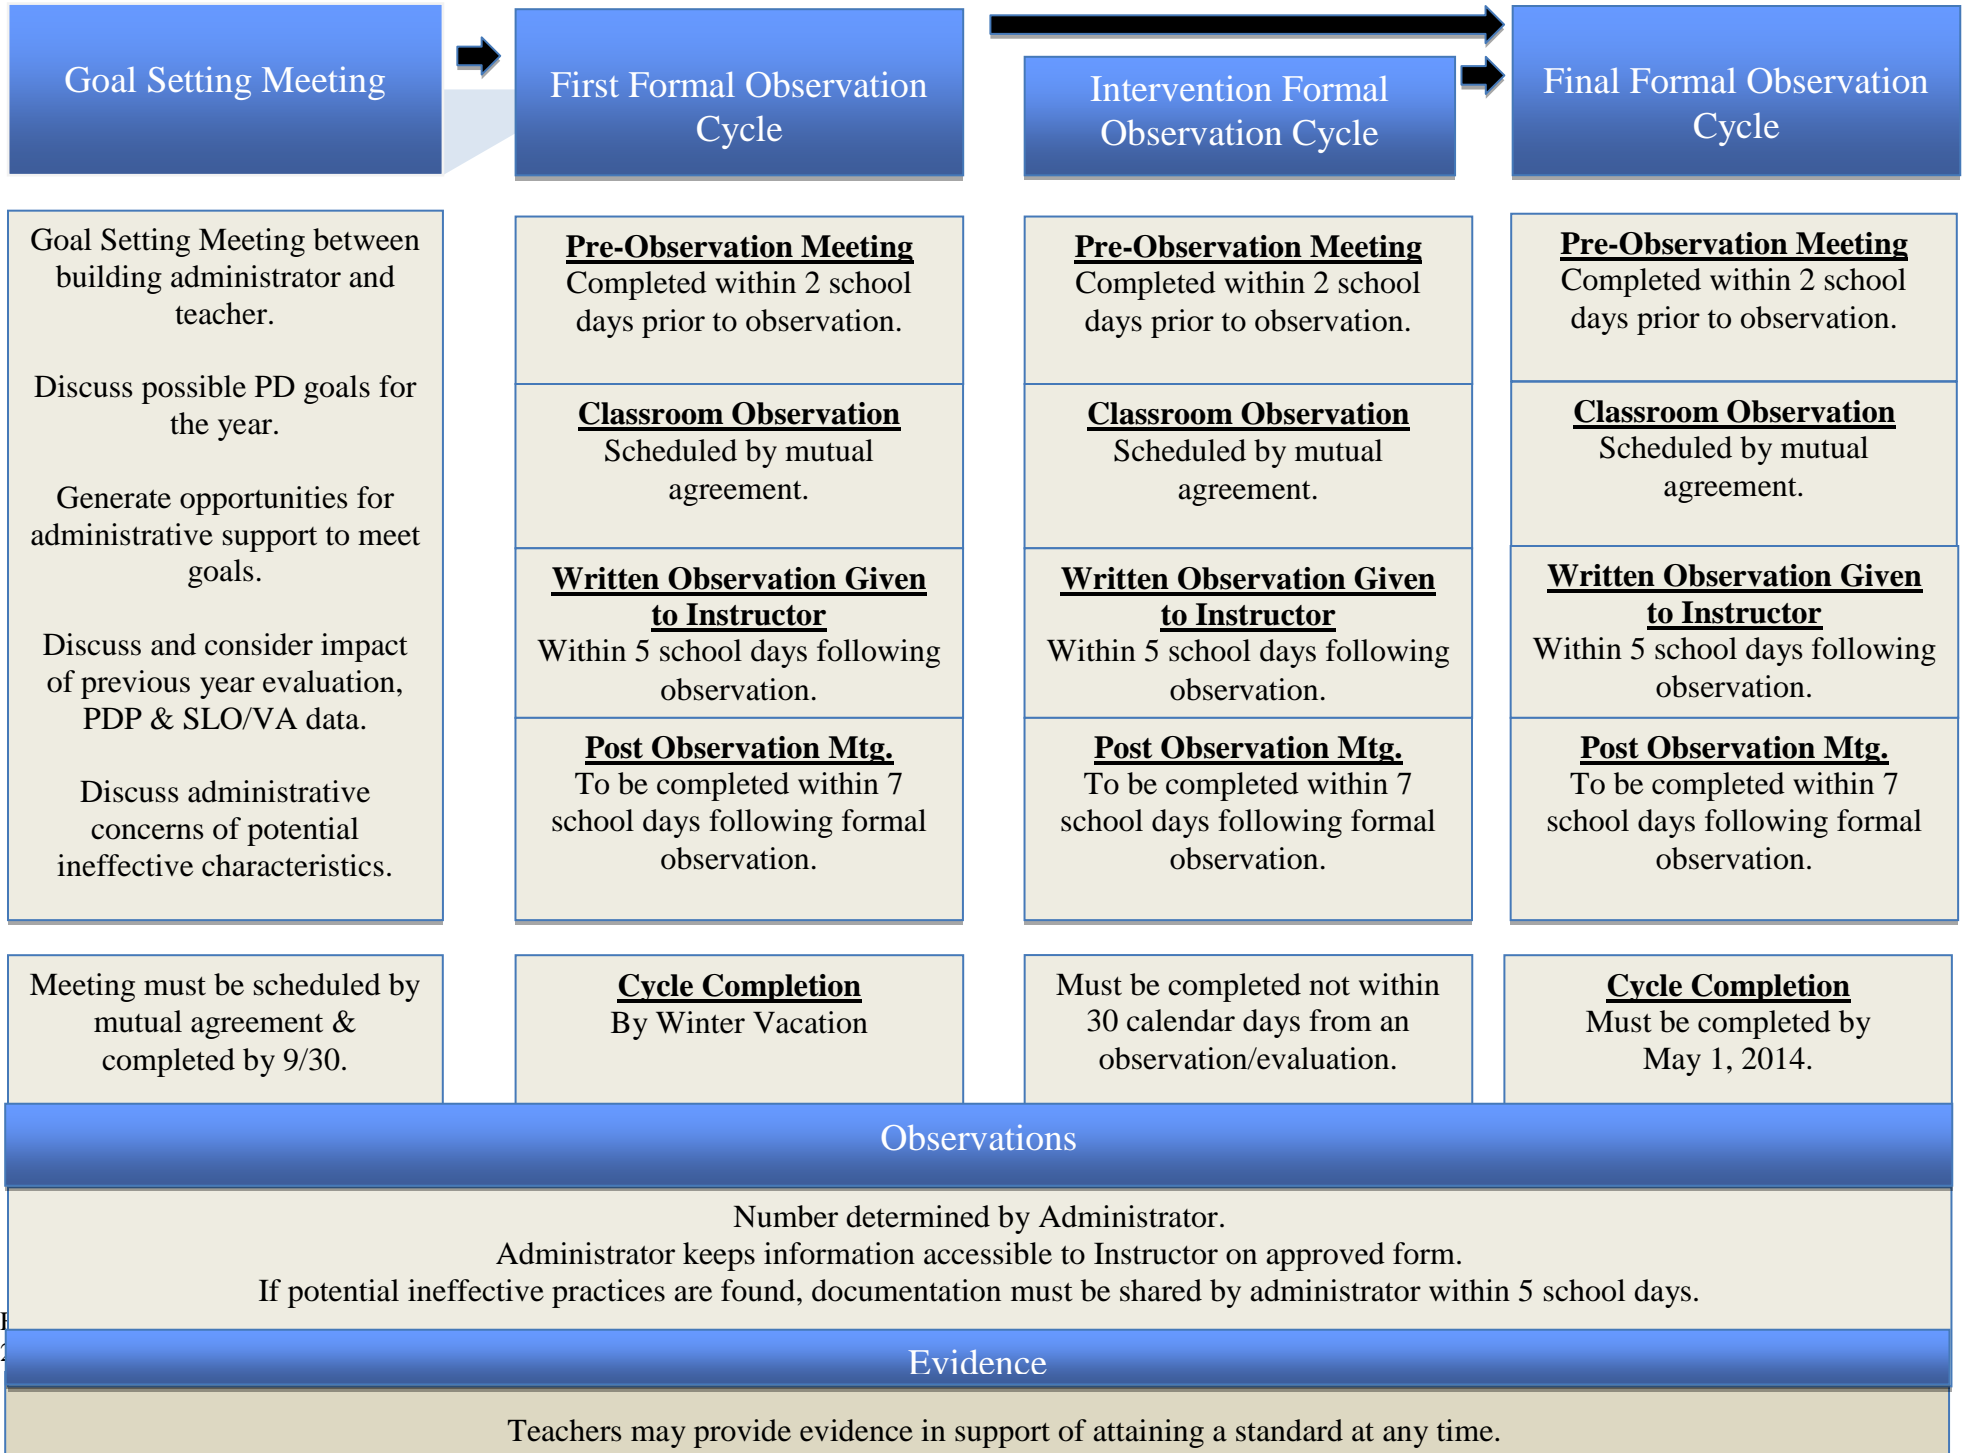 Goal Setting Meeting
First Formal Observation
Cycle
Intervention Formal
Observation Cycle
Final Formal Observation
Cycle
Goal Setting Meeting between
building administrator and
teacher.
Discuss possible PD goals for
the year.
Generate opportunities for
administrative support to meet
goals.
Discuss and consider impact
of previous year evaluation,
PDP & SLO/VA data.
Discuss administrative
concerns of potential
ineffective characteristics.
Pre-Observation Meeting
Completed within 2 school
days prior to observation.
Classroom Observation
Scheduled by mutual
agreement.
Written Observation Given
to Instructor
Within 5 school days following
observation.
Post Observation Mtg.
To be completed within 7
school days following formal
observation.
Pre-Observation Meeting
Completed within 2 school
days prior to observation.
Classroom Observation
Scheduled by mutual
agreement.
Written Observation Given
to Instructor
Within 5 school days following
observation.
Post Observation Mtg.
To be completed within 7
school days following formal
observation.
Pre-Observation Meeting
Completed within 2 school
days prior to observation.
Classroom Observation
Scheduled by mutual
agreement.
Written Observation Given
to Instructor
Within 5 school days following
observation.
Post Observation Mtg.
To be completed within 7
school days following formal
observation.
Meeting must be scheduled by
mutual agreement &
completed by 9/30.
Cycle Completion
By Winter Vacation
Must be completed not within
30 calendar days from an
observation/evaluation.
Cycle Completion
Must be completed by
May 1, 2014.
Observations
Number determined by Administrator.
Administrator keeps information accessible to Instructor on approved form.
If potential ineffective practices are found, documentation must be shared by administrator within 5 school days.
Evidence
Teachers may provide evidence in support of attaining a standard at any time.